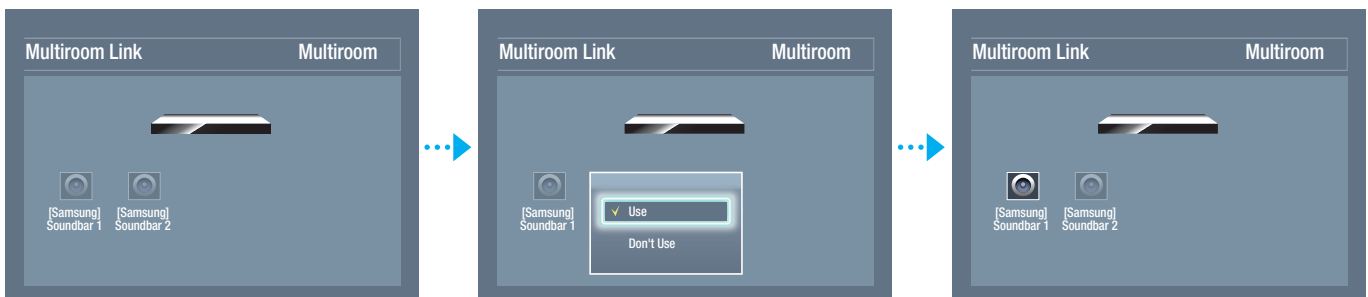 Multiroom Link Multiroom
[Samsung] Soundbar 1
[Samsung] Soundbar 2
Multiroom Link Multiroom
[Samsung] Soundbar 1
Use
Don't Use
Multiroom Link Multiroom
[Samsung] Soundbar 1
[Samsung] Soundbar 2